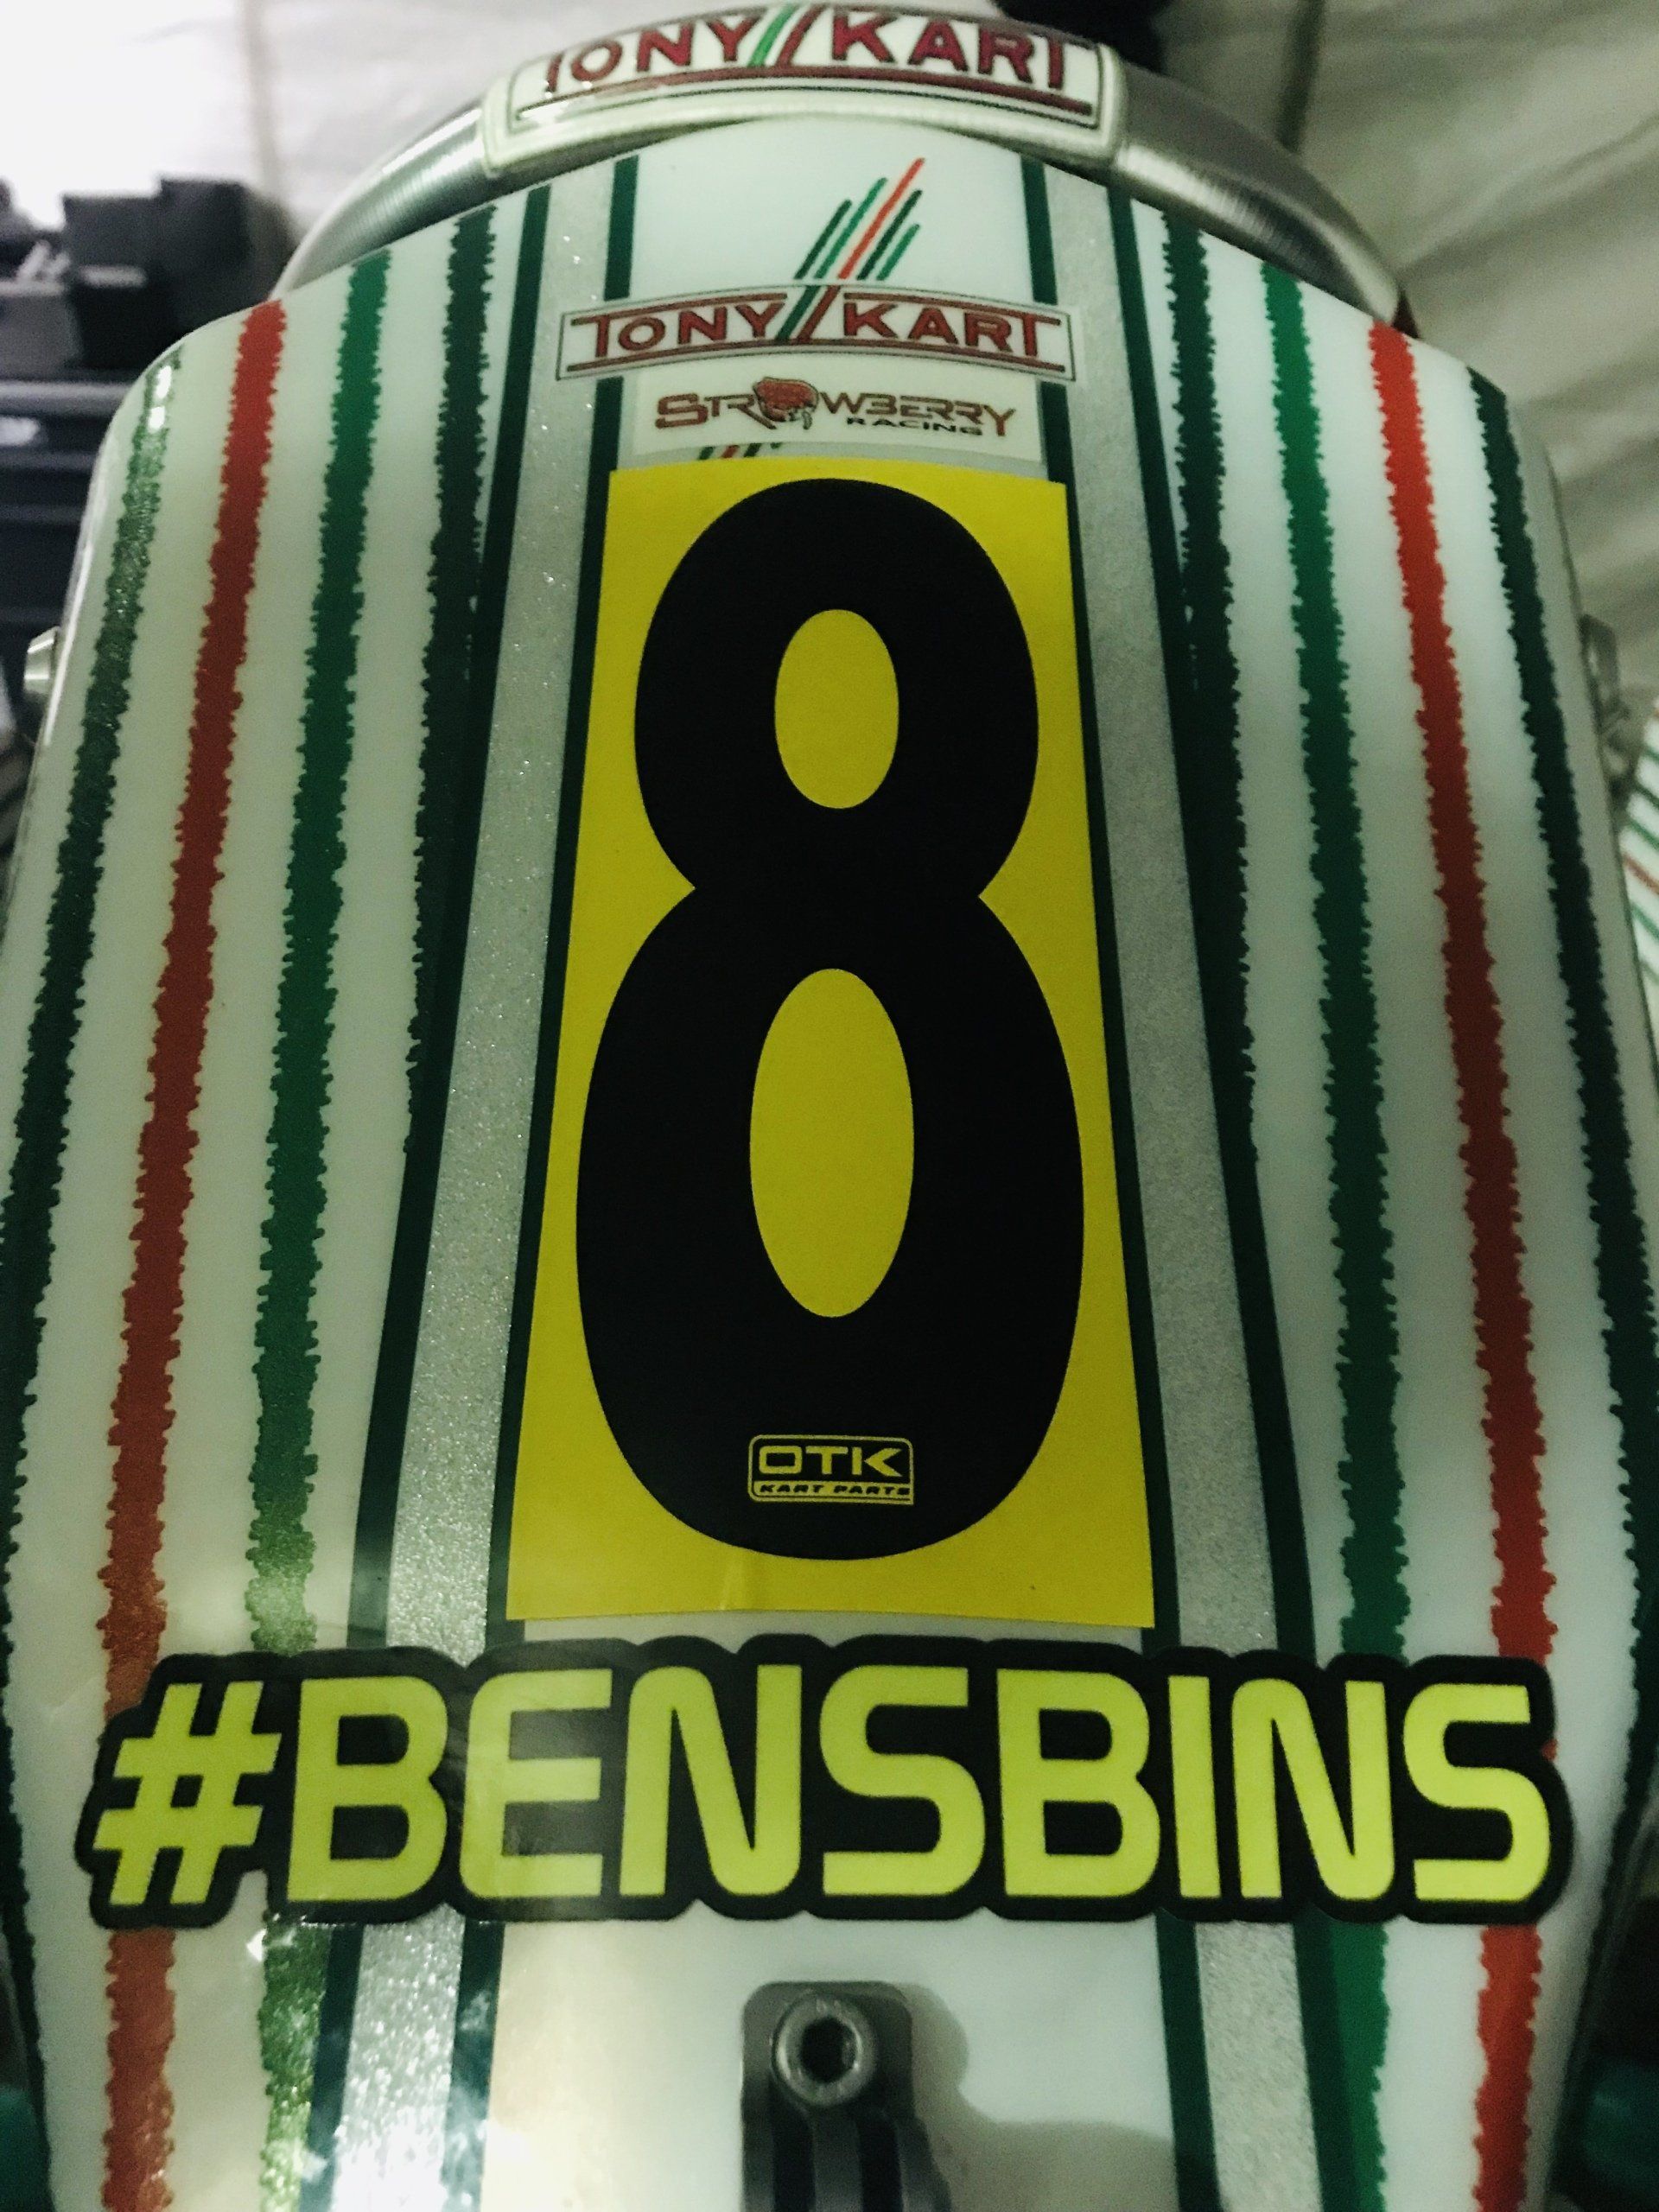 TONY KART
TONY KART
STRAWBERRY
RACING
8
OTK
KART PARTS
#BENSBINS